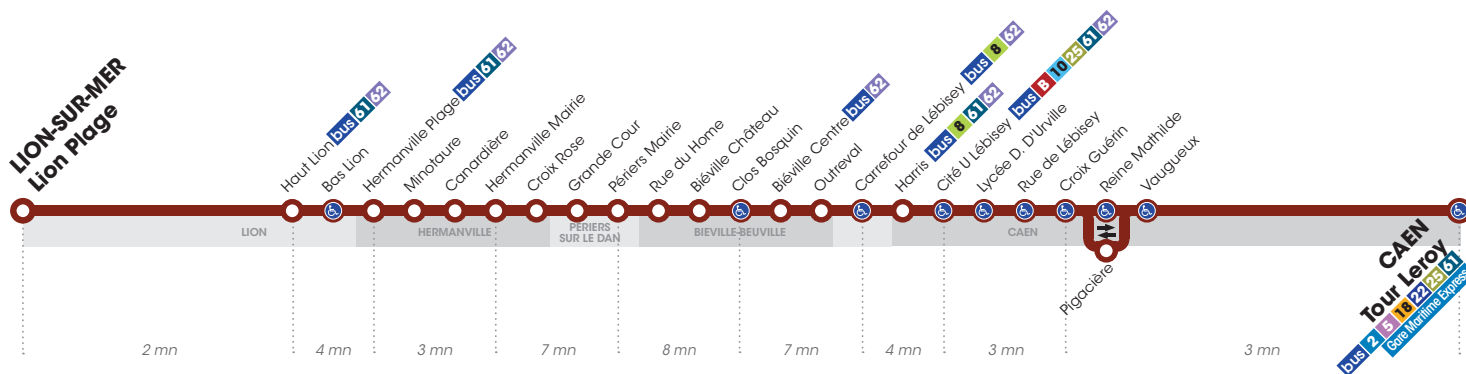 LION-SUR-MER
Lion Plage
Haut Lion bus 61 62
Bas Lion
Hermanville Plage bus 61 62
Minotaure
Canardière
Hermanville Mairie
Croix Rose
Grande Cour
Périers Mairie
Rue du Home
Biéville Château
Clos Bosquin
Biéville Centre bus 62
Outreval
Carrefour de Lébisey bus 8 62
Harris bus 8 61 62
Cité U Lébisey bus B 10 25 61 62
Lycée D. D'Urville
Rue de Lébisey
Croix Guérin
Reine Mathilde
Vaugueux
LION
HERMANVILLE
PÉRIERS
SUR LE DAN
BIEVILLE-BEUVILLE
CAEN
Pigacière
CAEN
Tour Leroy
bus 2 5 18 22 25 61
Gare Maritime Express
2 mn
4 mn
3 mn
7 mn
8 mn
7 mn
4 mn
3 mn
3 mn